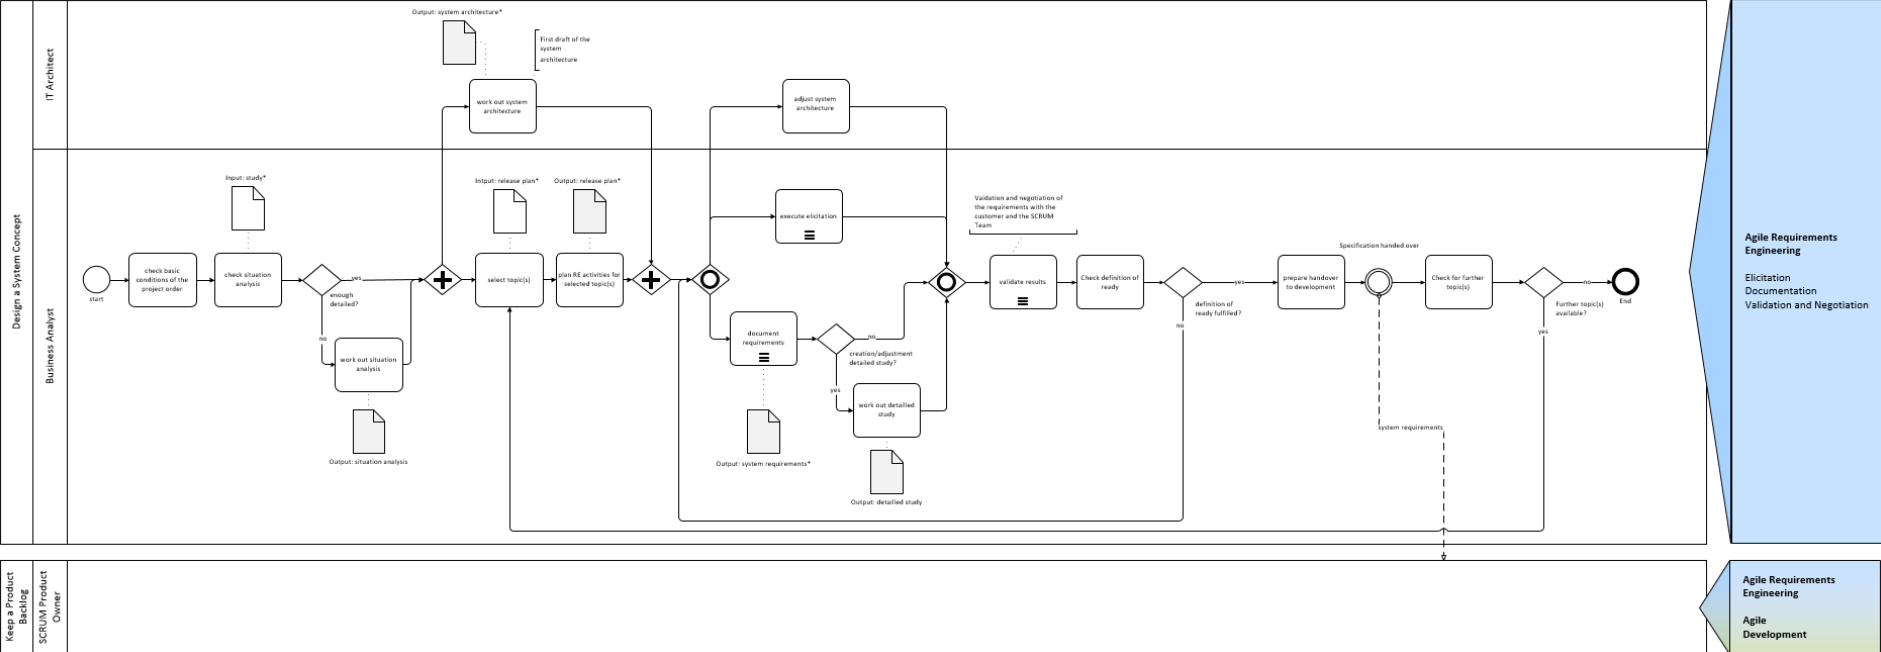 Design a System Concept
IT Architect
Output: system architecture*
First draft of the
system
architecture
work out system
architecture
adjust system
architecture
Business Analyst
start
check basic
conditions of the
project order
Input: study*
check situation
analysis
yes
enough
detailed?
no
work out situation
analysis
Output: situation analysis
Intput: release plan*
Output: release plan*
select topic(s)
plan RE activities for
selected topic(s)
execute elicitation
document
requirements
Output: system requirements*
no
creation/adjustment
detailed study?
yes
work out detailled
study
Output: detailled study
Vaidation and negotiation of
the requirements with the
customer and the SCRUM
Team
validate results
Check definition of
ready
yes
definition of
ready fulfilled?
no
prepare handover
to development
Specification handed over
system requirements
Check for further
topic(s)
no
Further topic(s)
available?
yes
End
Agile Requirements
Engineering
Elicitation
Documentation
Validation and Negotiation
Keep a Product
Backlog
SCRUM Product
Owner
Agile Requirements
Engineering
Agile
Development